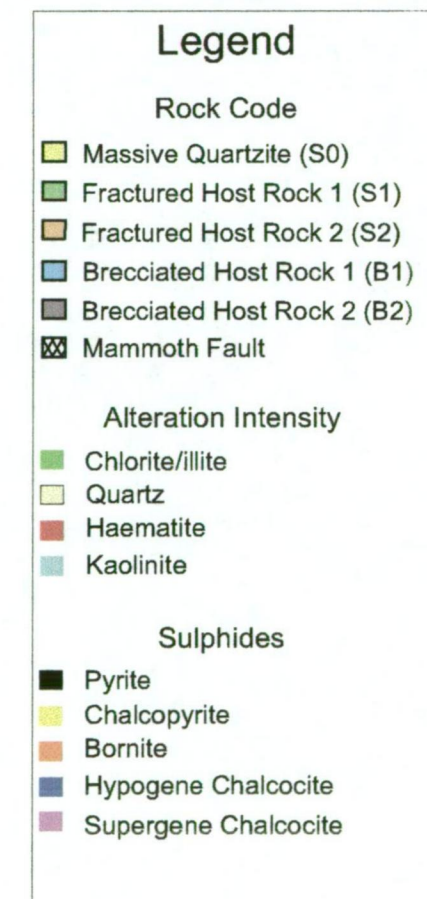 Legend
Rock Code
Massive Quartzite (S0)
Fractured Host Rock 1 (S1)
Fractured Host Rock 2 (S2)
Brecciated Host Rock 1 (B1)
Brecciated Host Rock 2 (B2)
Mammoth Fault
Alteration Intensity
Chlorite/illite
Quartz
Haematite
Kaolinite
Sulphides
Pyrite
Chalcopyrite
Bornite
Hypogene Chalcocite
Supergene Chalcocite